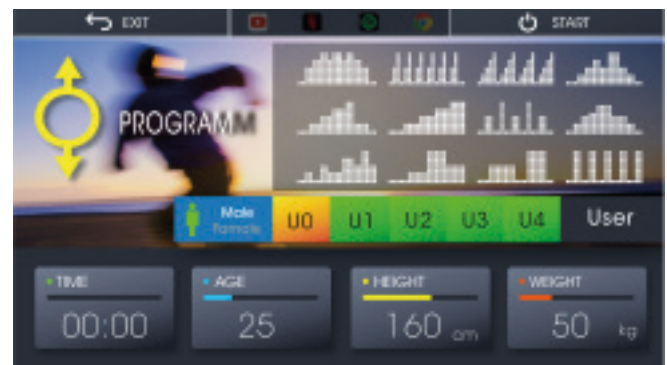 EXIT
START
PROGRAMM
Male
Famale
U0 U1 U2 U3 U4 User
TIME
00:00
AGE
25
HEIGHT
160 cm
WEIGHT
50 kg